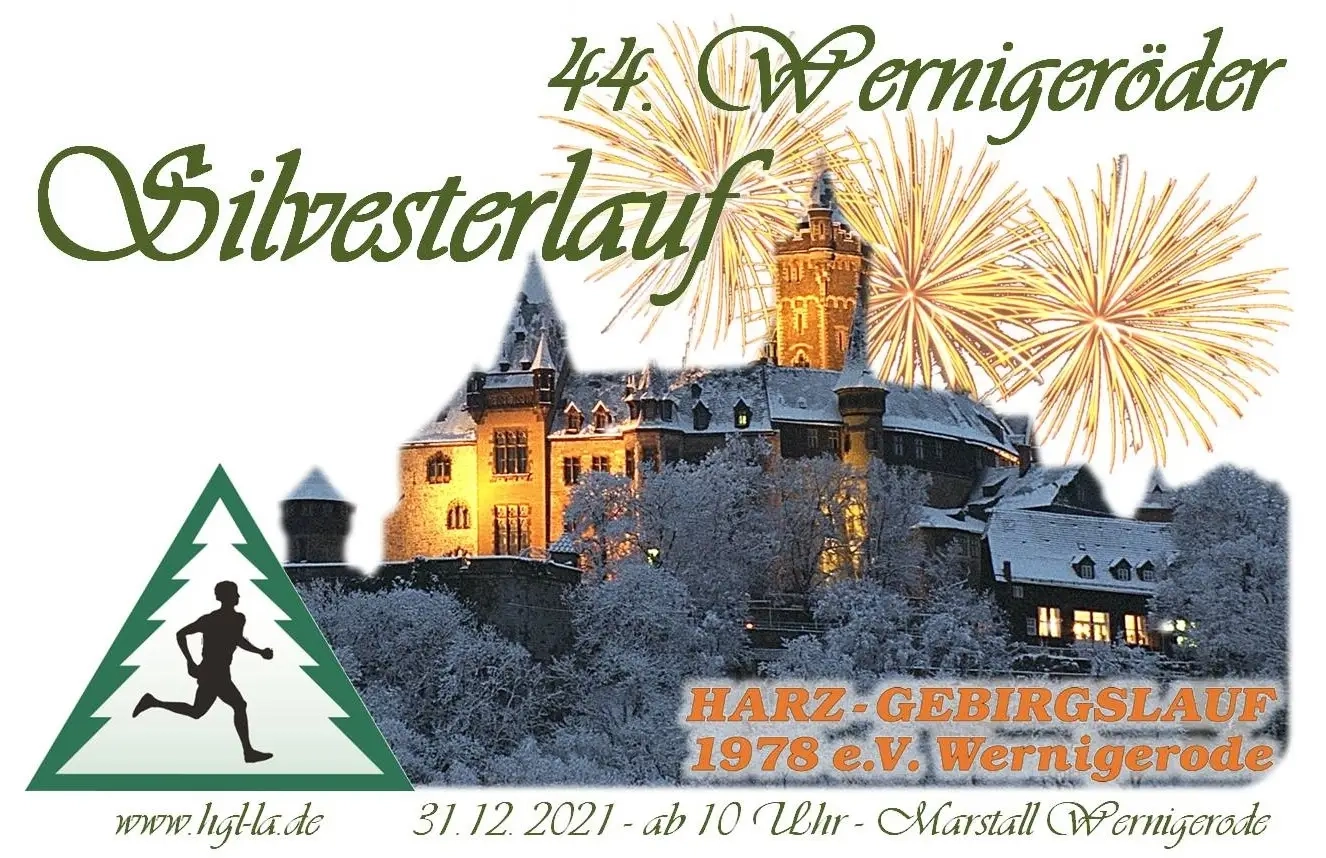 44. Wernigeröder
Silvesterlauf
HARZ-GEBIRGSLAUF
1978 e.V. Wernigerode
www.hgl-la.de
31.12.2021 - ab 10 Uhr - Marstall Wernigerode